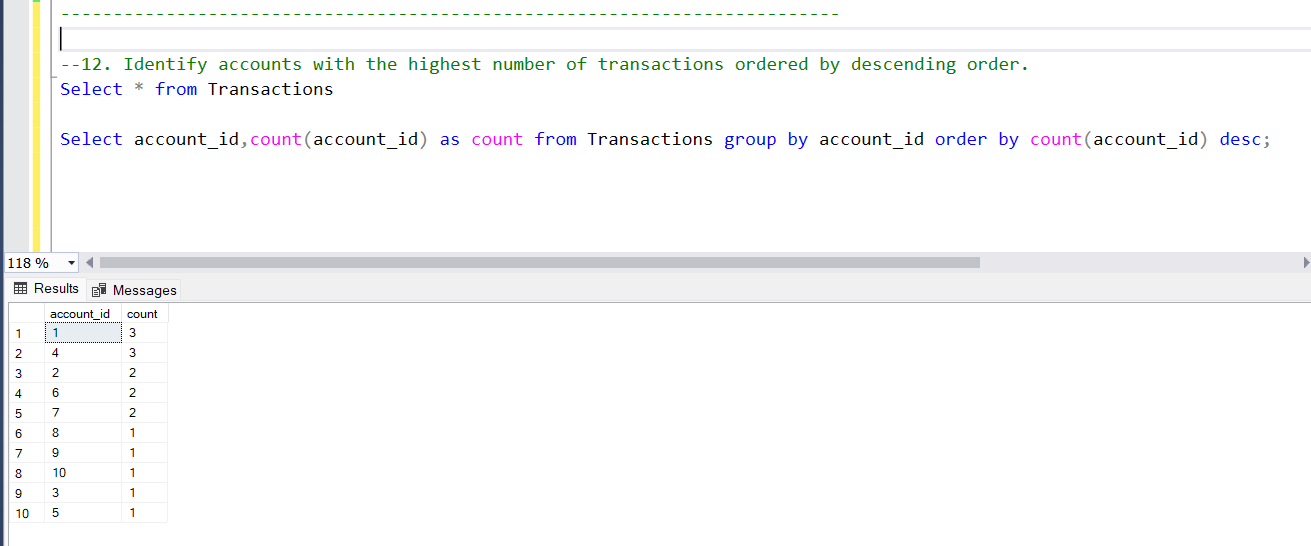 --------------------------------------------------------------------------
--12. Identify accounts with the highest number of transactions ordered by descending order.
Select * from Transactions
Select account_id,count(account_id) as count from Transactions group by account_id order by count(account_id) desc;
118 %
Results Messages
account_id count
1 1 3
2 4 3
3 2 2
4 6 2
5 7 2
6 8 1
7 9 1
8 10 1
9 3 1
10 5 1